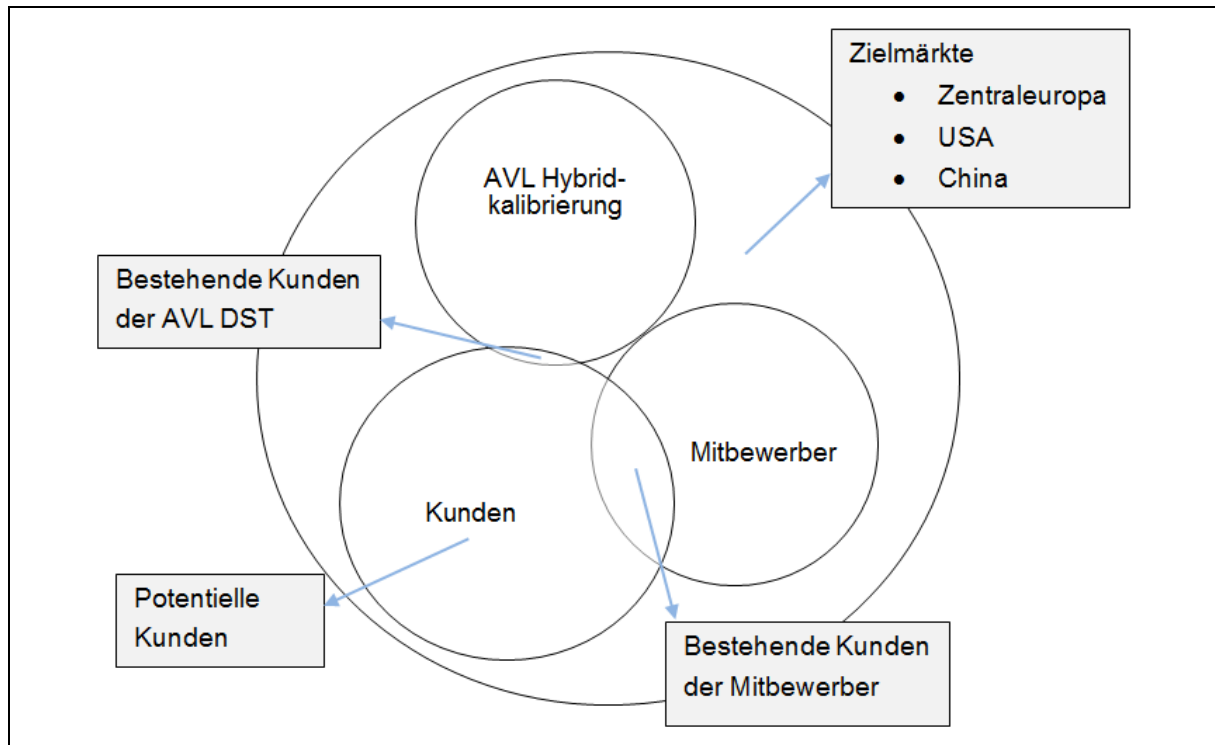 Zielmärkte
• Zentraleuropa
• USA
• China
AVL Hybrid-
kalibrierung
Bestehende Kunden
der AVL DST
Mitbewerber
Kunden
Potentielle
Kunden
Bestehende Kunden
der Mitbewerber